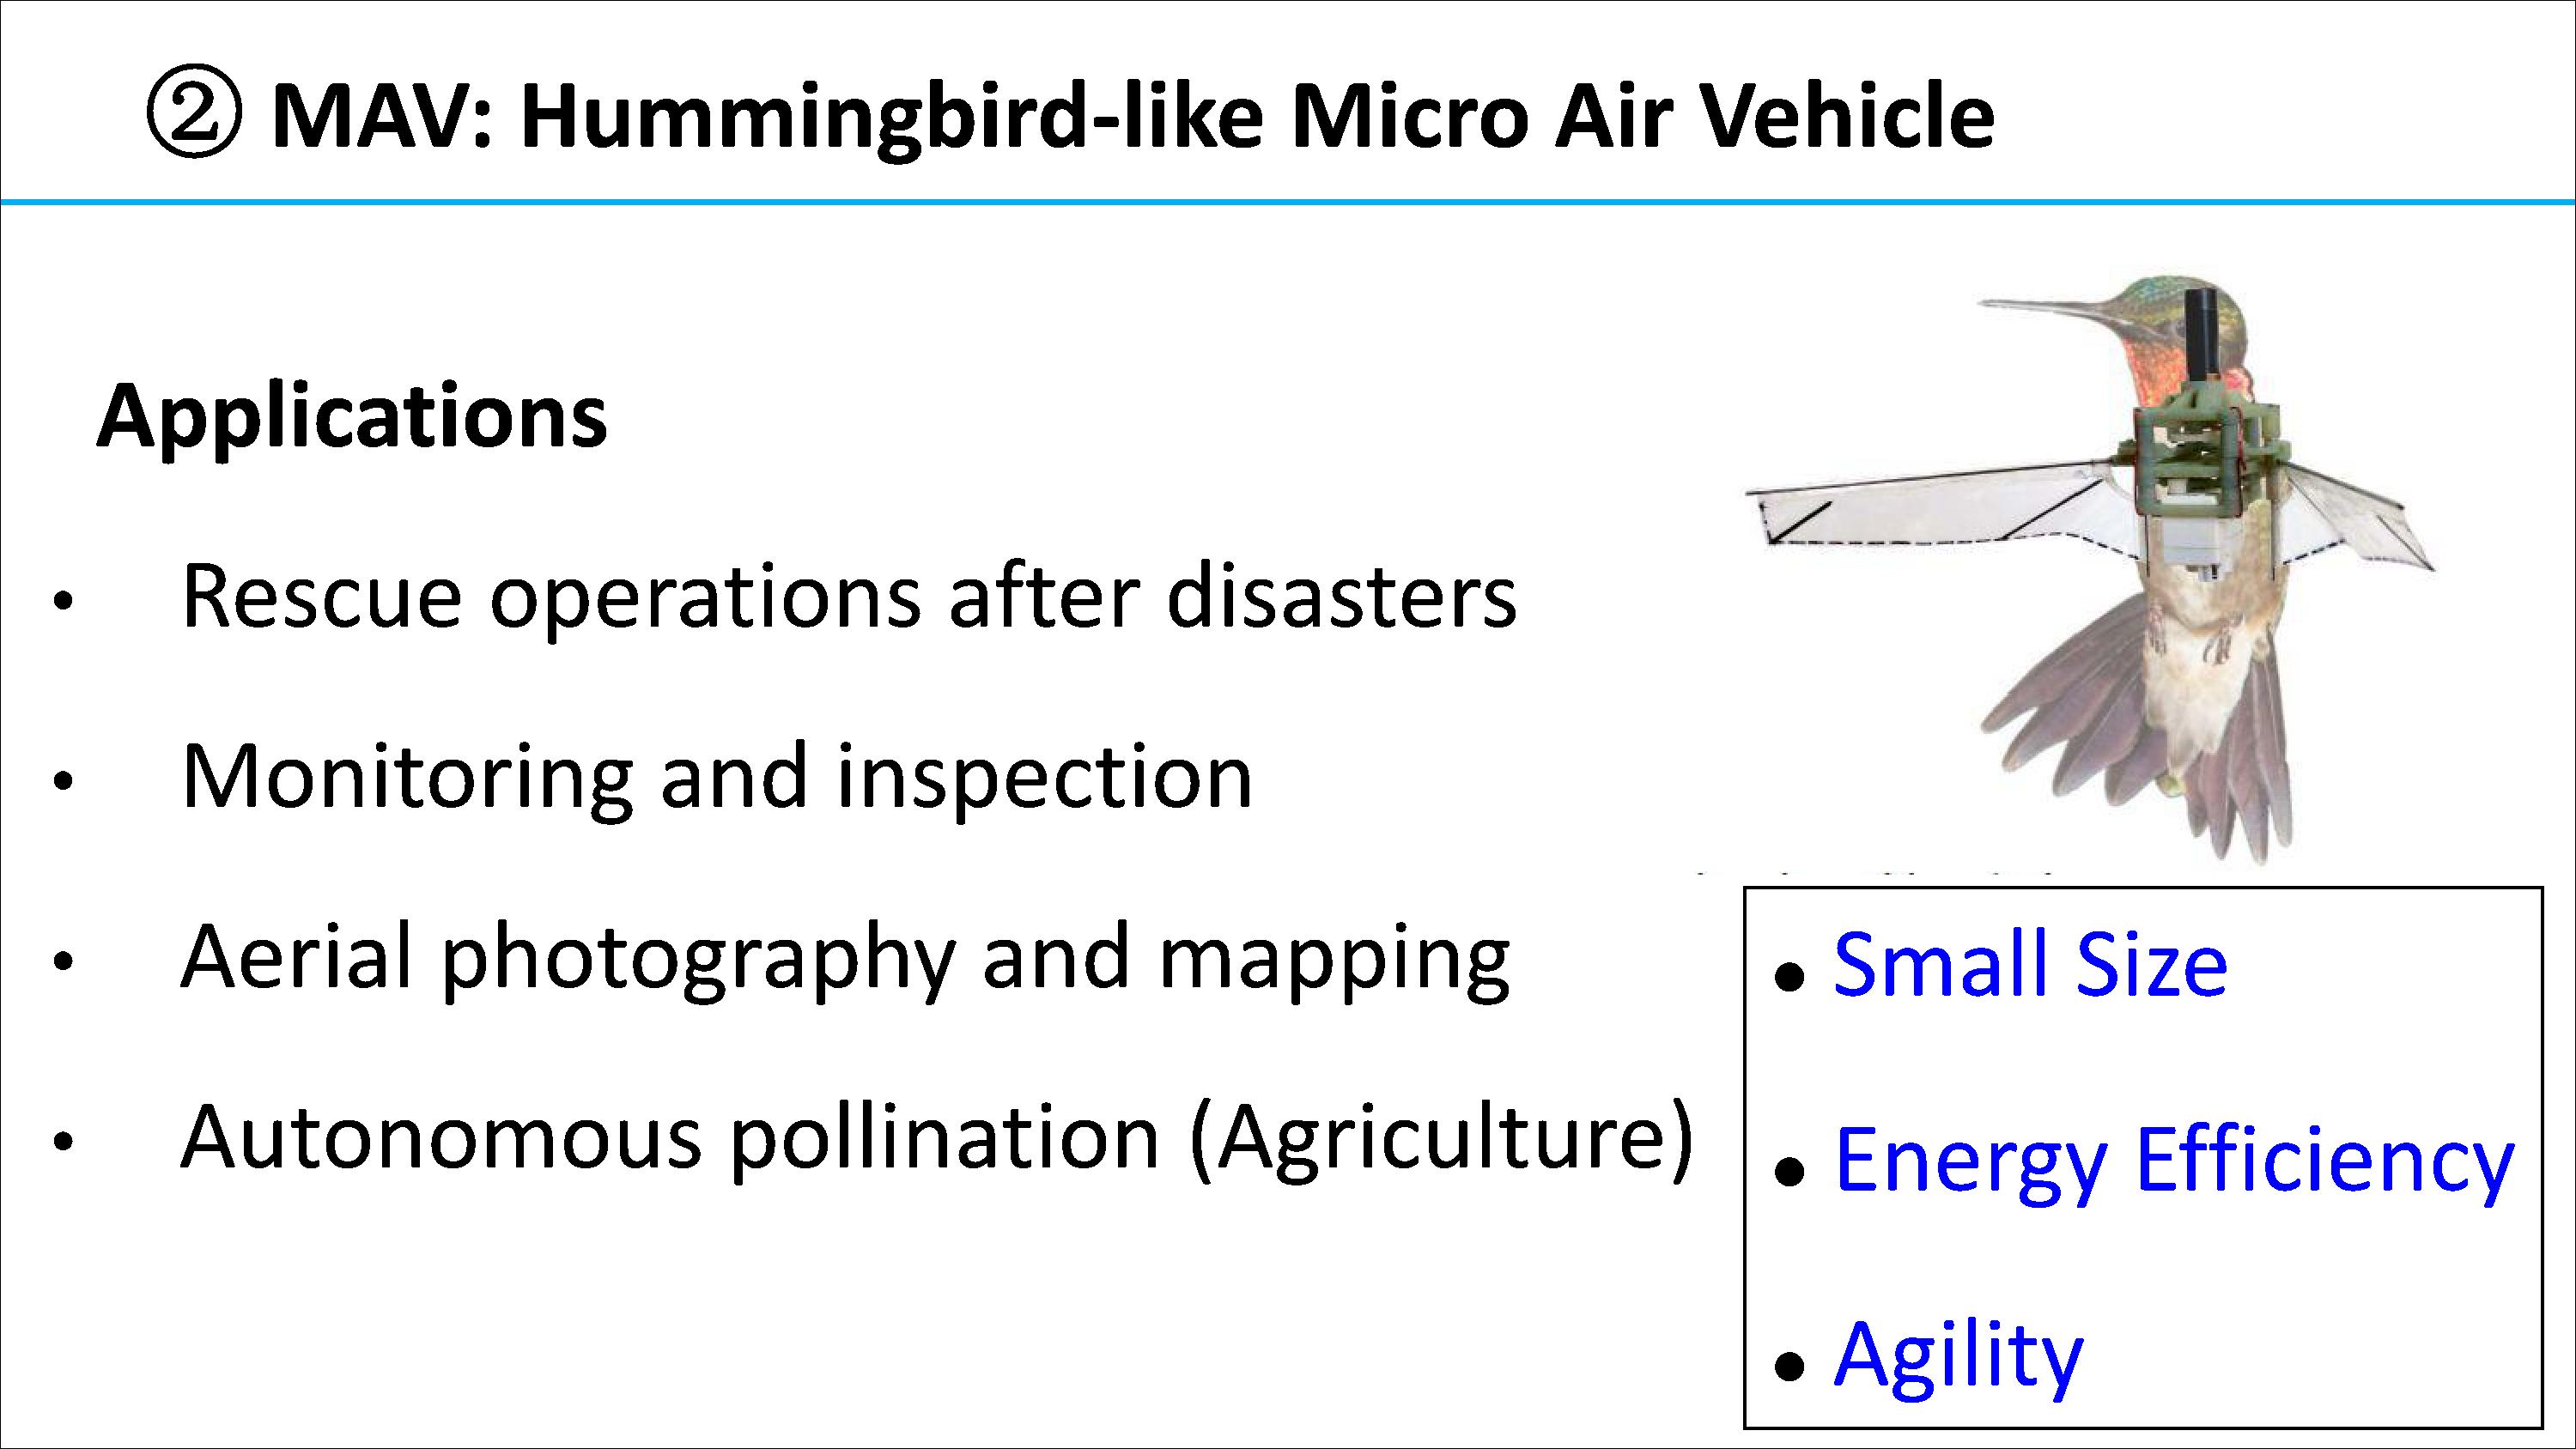 ② MAV: Hummingbird-like Micro Air Vehicle
Applications
• Rescue operations after disasters
• Monitoring and inspection
• Aerial photography and mapping
• Autonomous pollination (Agriculture)
• Small Size
• Energy Efficiency
• Agility